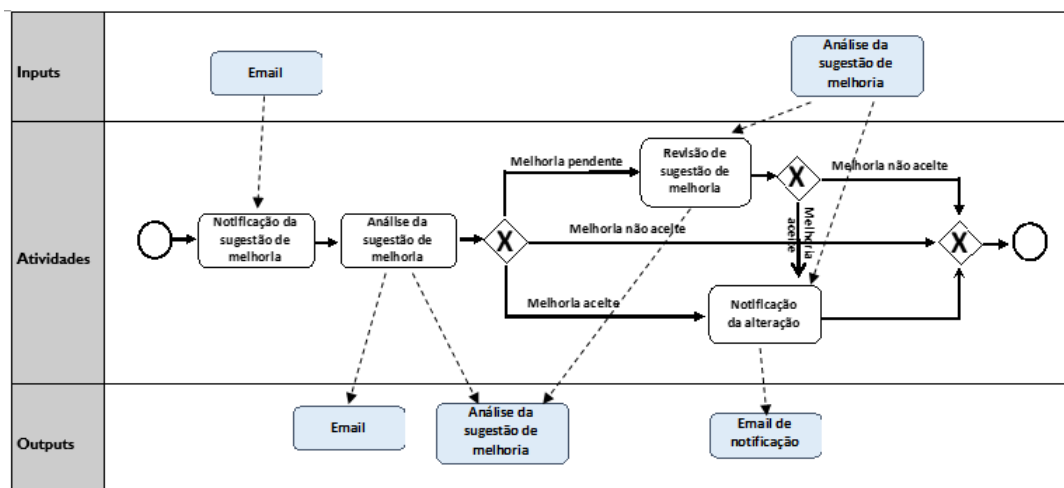 Inputs
Email
Análise da
sugestão de
melhoria
Atividades
Notificação da
sugestão de
melhoria
Análise da
sugestão de
melhoria
X
Melhoria pendente
Revisão de
sugestão de
melhoria
X
Melhoria não aceite
Melhoria não aceite
Melhoria
aceite
X
Melhoria aceite
Notificação
da alteração
Outputs
Email
Análise da
sugestão de
melhoria
Email de
notificação